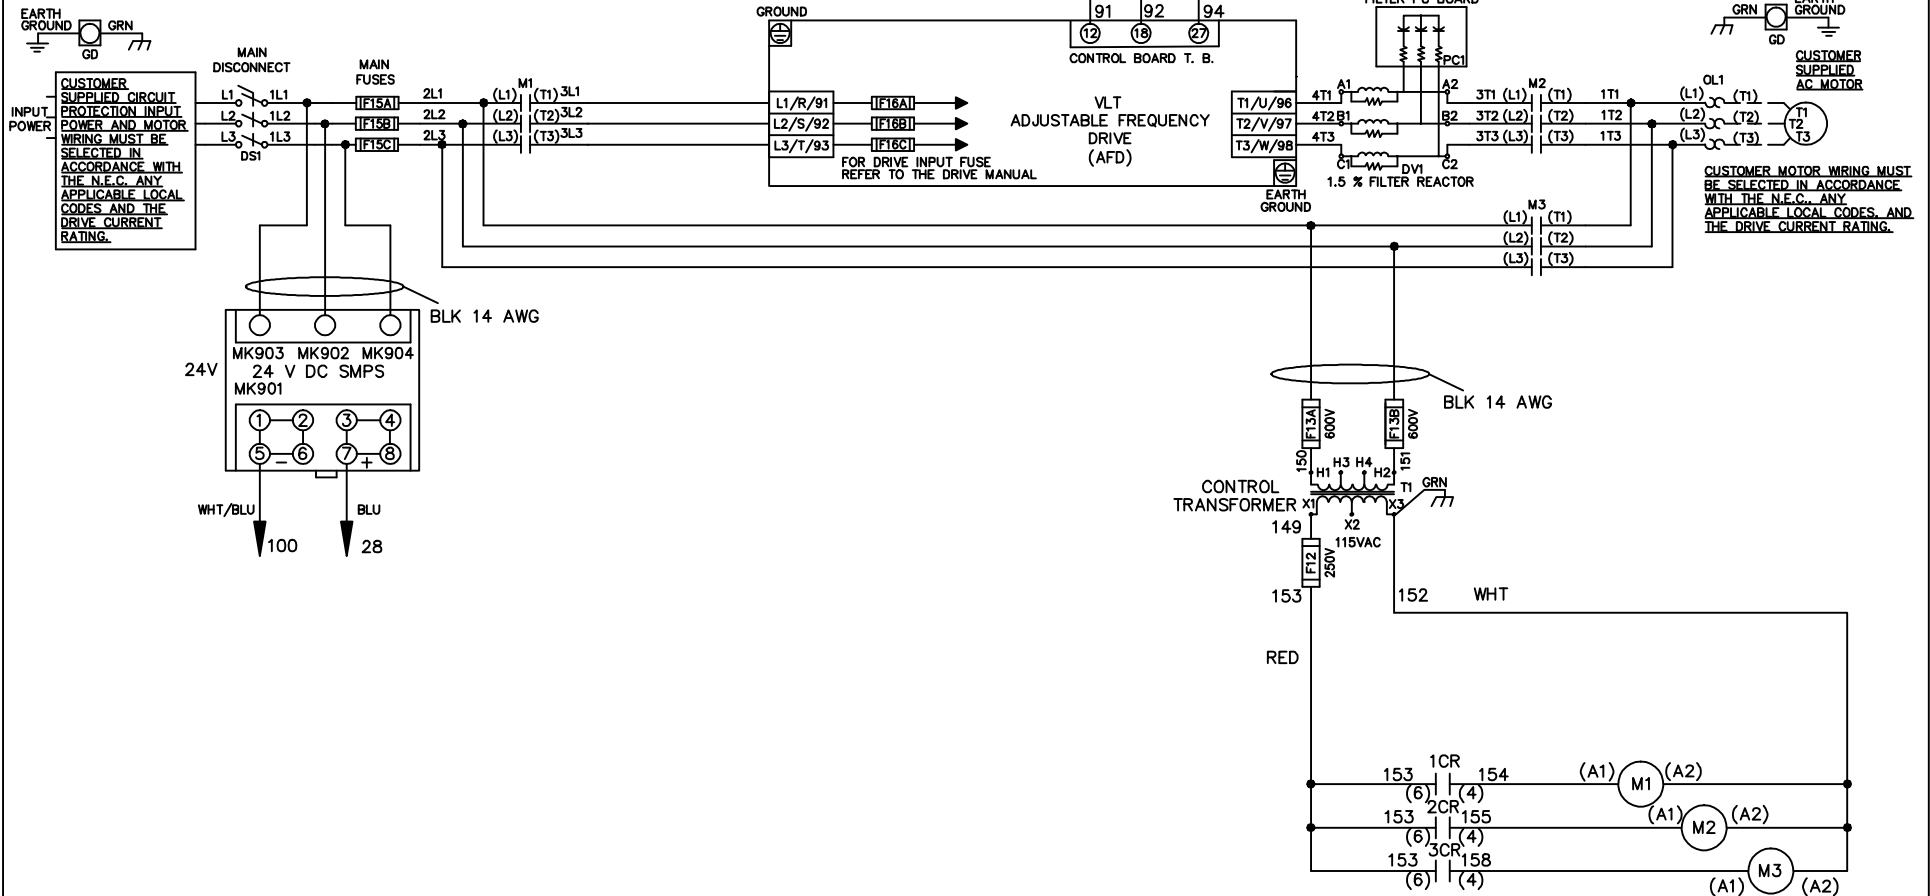 EARTH
GROUND
GRN
GD
GROUND
91
92
94
12
18
27
CONTROL BOARD T. B.
PC1
GRN
GROUND
GD
CUSTOMER
SUPPLIED
AC MOTOR
INPUT
POWER
CUSTOMER
SUPPLIED CIRCUIT
PROTECTION INPUT
POWER AND MOTOR
WIRING MUST BE
SELECTED IN
ACCORDANCE WITH
THE N.E.C. ANY
APPLICABLE LOCAL
CODES AND THE
DRIVE CURRENT
RATING.
MAIN
DISCONNECT
L1 1L1
L2 1L2
L3 1L3
DS1
MAIN
FUSES
F15A
F15B
F15C
2L1
2L2
2L3
M1
(L1) (T1) 3L1
(L2) (T2) 3L2
(L3) (T3) 3L3
L1/R/91
L2/S/92
L3/T/93
F16A
F16B
F16C
FOR DRIVE INPUT FUSE
REFER TO THE DRIVE MANUAL
VLT
ADJUSTABLE FREQUENCY
DRIVE
(AFD)
T1/U/96
T2/V/97
T3/W/98
EARTH
GROUND
4T1 A1 A2
4T2 B1 B2
4T3 C1 C2
DV1
1.5 % FILTER REACTOR
M2
3T1 (L1) (T1) 1T1
3T2 (L2) (T2) 1T2
3T3 (L3) (T3) 1T3
OL1
(L1) (T1)
(L2) (T2)
(L3) (T3)
T1
T2
T3
CUSTOMER MOTOR WIRING MUST
BE SELECTED IN ACCORDANCE
WITH THE N.E.C., ANY
APPLICABLE LOCAL CODES, AND
THE DRIVE CURRENT RATING.
M3
(L1) (T1)
(L2) (T2)
(L3) (T3)
BLK 14 AWG
MK903 MK902 MK904
24V
24 V DC SMPS
MK901
1 2 3 4
5 - 6 7 + 8
WHT/BLU
BLU
100
28
BLK 14 AWG
F13A
600V
F13B
600V
150
151
H1 H3 H4 H2
T1
GRN
CONTROL
TRANSFORMER
X1
X2
X3
149
115VAC
F12
250V
153
152
WHT
RED
1CR
153 154
(6) (4)
(A1) M1 (A2)
2CR
153 155
(6) (4)
(A1) M2 (A2)
3CR
153 158
(6) (4)
(A1) M3 (A2)